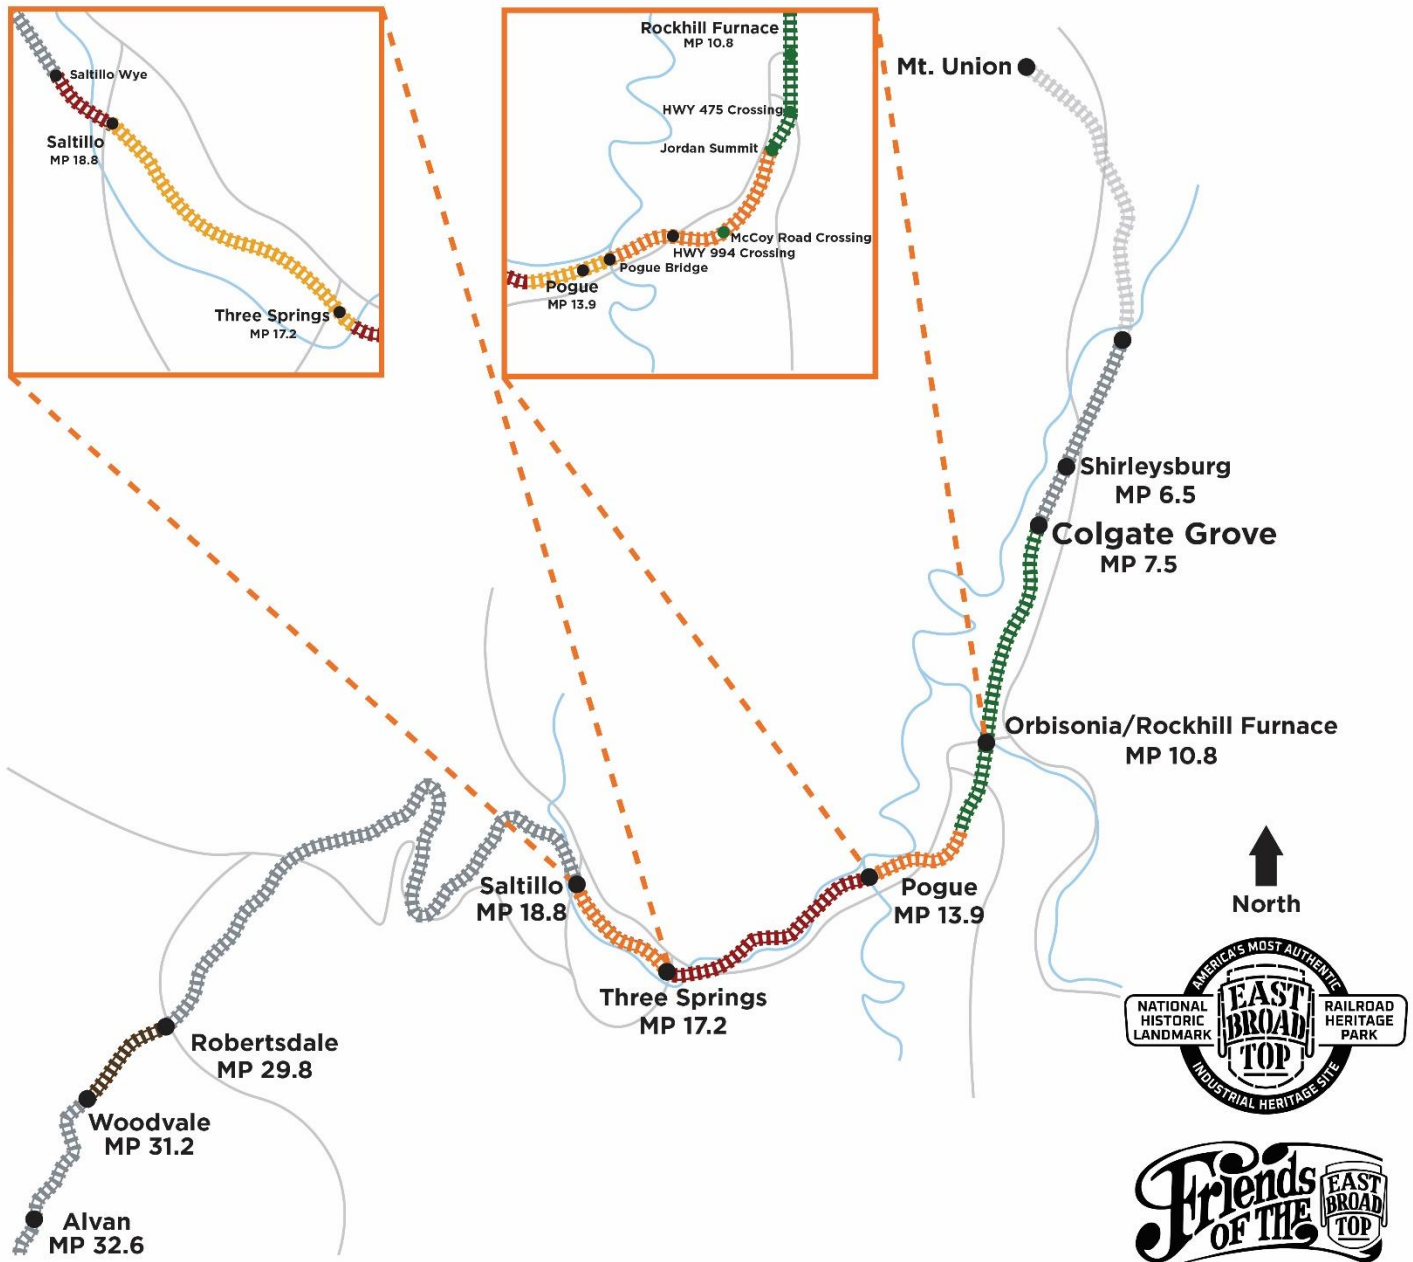 Saltillo Wye
Saltillo
MP 18.8
Three Springs
MP 17.2
Rockhill Furnace
MP 10.8
HWY 475 Crossing
Jordan Summit
McCoy Road Crossing
HWY 994 Crossing
Pogue Bridge
Pogue
MP 13.9
Mt. Union
Shirleysburg
MP 6.5
Colgate Grove
MP 7.5
Orbisonia/Rockhill Furnace
MP 10.8
Pogue
MP 13.9
Saltillo
MP 18.8
Three Springs
MP 17.2
Robertsdale
MP 29.8
Woodvale
MP 31.2
Alvan
MP 32.6
North
AMERICA'S MOST AUTHENTIC
NATIONAL
HISTORIC
LANDMARK
EAST
BROAD
TOP
RAILROAD
HERITAGE
PARK
INDUSTRIAL HERITAGE SITE
Friends
OF THE
EAST
BROAD
TOP